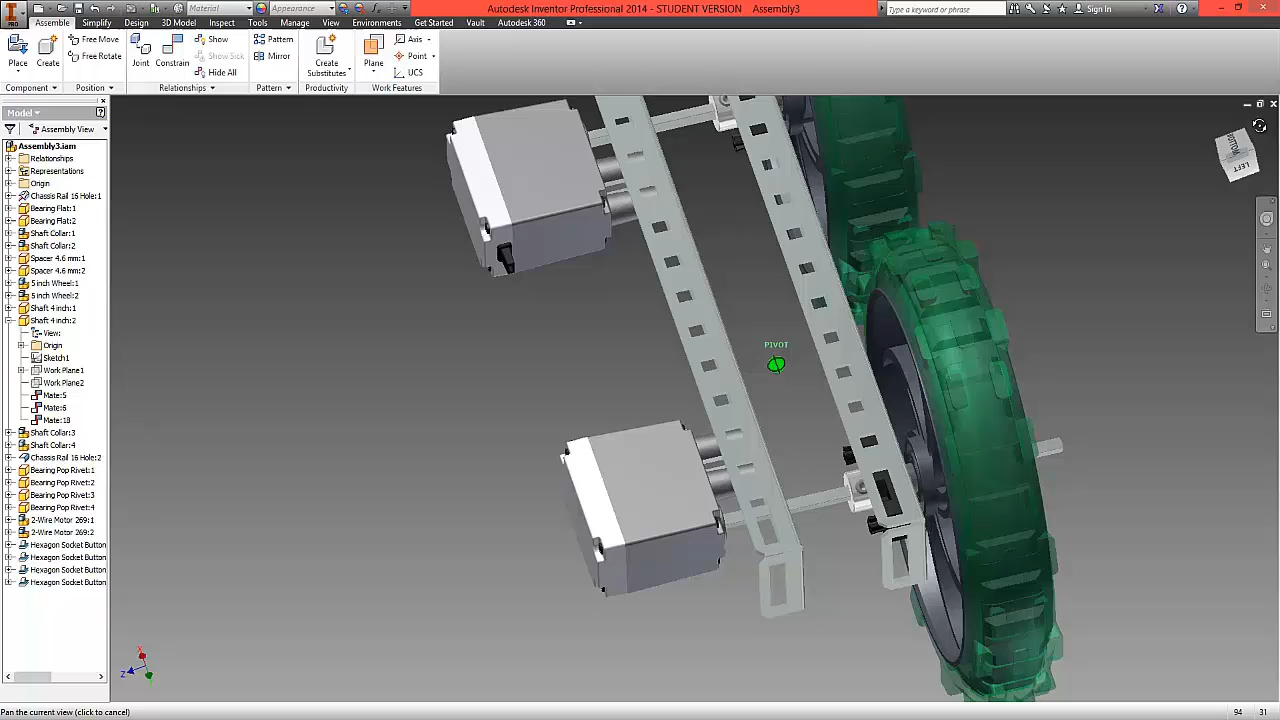 Autodesk Inventor Professional 2014 - STUDENT VERSION Assembly3
Material
Appearance
Type a keyword or phrase
Sign In
PRO
Assemble Simplify Design 3D Model Inspect Tools Manage Environments View Get Started Vault Autodesk 360
Place
Create
Free Move
Free Rotate
Joint
Constrain
Show
Show Sick
Hide All
Pattern
Mirror
Create
Substitutes
Plane
Axis
Point
UCS
Component
Position
Relationships
Pattern
Productivity
Work Features
Model
Assembly View
Assembly3.iam
Relationships
Representations
Origin
Chassis Rail 16 Hole:1
Bearing Flat:1
Bearing Flat:2
Shaft Collar:1
Shaft Collar:2
Spacer 4.6 mm:1
Spacer 4.6 mm:2
5 inch Wheel:1
5 inch Wheel:2
Shaft 4 inch:1
Shaft 4 inch:2
View:
Origin
Sketch1
Work Plane1
Work Plane2
Mate:5
Mate:6
Mate:18
Shaft Collar:3
Shaft Collar:4
Chassis Rail 16 Hole:2
Bearing Pop Rivet:1
Bearing Pop Rivet:2
Bearing Pop Rivet:3
Bearing Pop Rivet:4
2-Wire Motor 269:1
2-Wire Motor 269:2
Hexagon Socket Button
Hexagon Socket Button
Hexagon Socket Button
Hexagon Socket Button
PIVOT
LEFT
X
Z
Pan the current view (click to cancel)
94 31